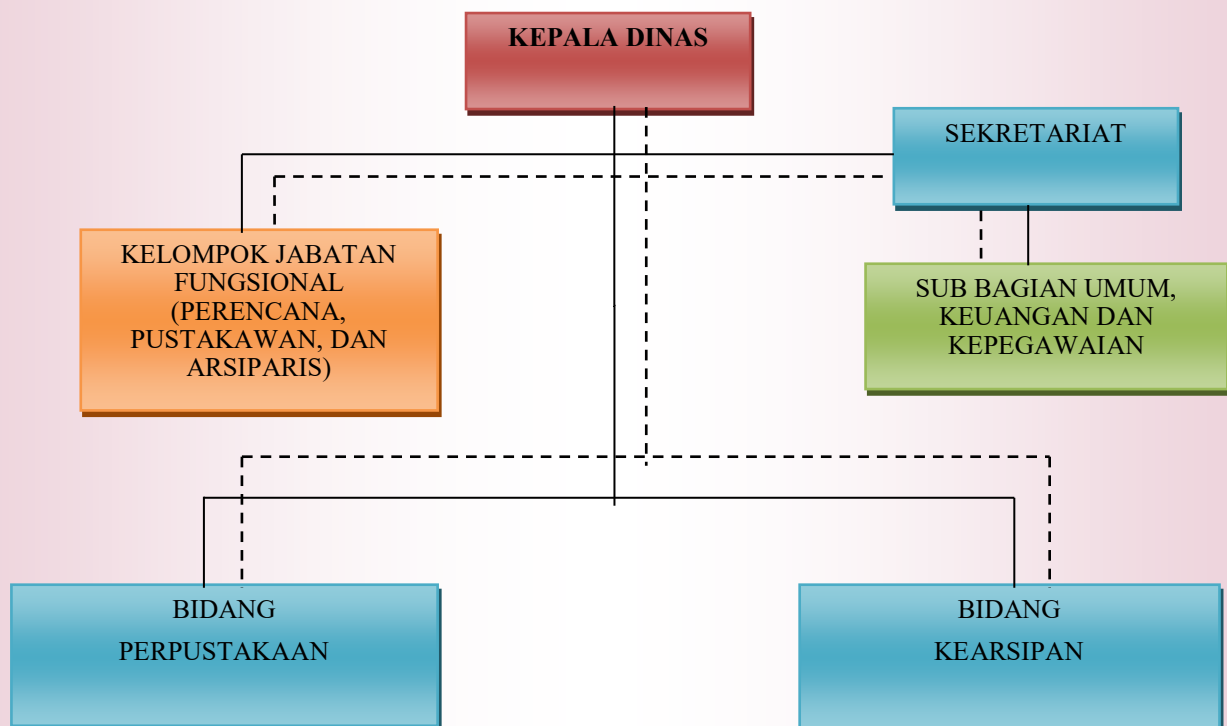 KEPALA DINAS
SEKRETARIAT
KELOMPOK JABATAN
FUNGSIONAL
(PERENCANA,
PUSTAKAWAN, DAN
ARSIPARIS)
SUB BAGIAN UMUM,
KEUANGAN DAN
KEPEGAWAIAN
BIDANG
PERPUSTAKAAN
BIDANG
KEARSIPAN